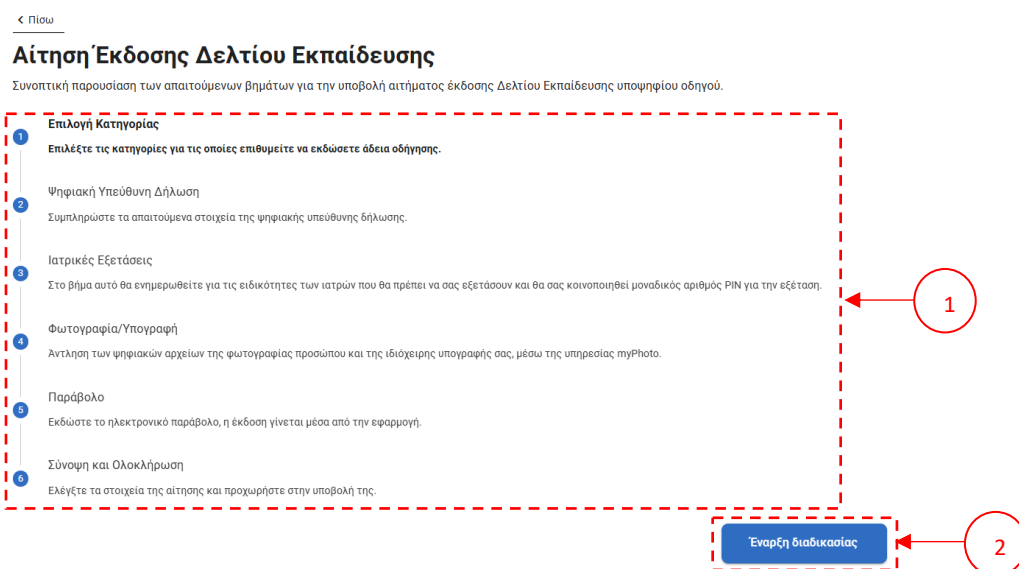 Πίσω
Αίτηση Έκδοσης Δελτίου Εκπαίδευσης
Συνοπτική παρουσίαση των απαιτούμενων βημάτων για την υποβολή αιτήματος έκδοσης Δελτίου Εκπαίδευσης υποψηφίου οδηγού.
1
Επιλογή Κατηγορίας
Επιλέξτε τις κατηγορίες για τις οποίες επιθυμείτε να εκδώσετε άδεια οδήγησης.
2
Ψηφιακή Υπεύθυνη Δήλωση
Συμπληρώστε τα απαιτούμενα στοιχεία της ψηφιακής υπεύθυνης δήλωσης.
3
Ιατρικές Εξετάσεις
Στο βήμα αυτό θα ενημερωθείτε για τις ειδικότητες των ιατρών που θα πρέπει να σας εξετάσουν και θα σας κοινοποιηθεί μοναδικός αριθμός PIN για την εξέταση.
1
4
Φωτογραφία/Υπογραφή
Άντληση των ψηφιακών αρχείων της φωτογραφίας προσώπου και της ιδιόχειρης υπογραφής σας, μέσω της υπηρεσίας myPhoto.
5
Παράβολο
Εκδώστε το ηλεκτρονικό παράβολο, η έκδοση γίνεται μέσα από την εφαρμογή.
6
Σύνοψη και Ολοκλήρωση
Ελέγξτε τα στοιχεία της αίτησης και προχωρήστε στην υποβολή της.
Έναρξη διαδικασίας
2